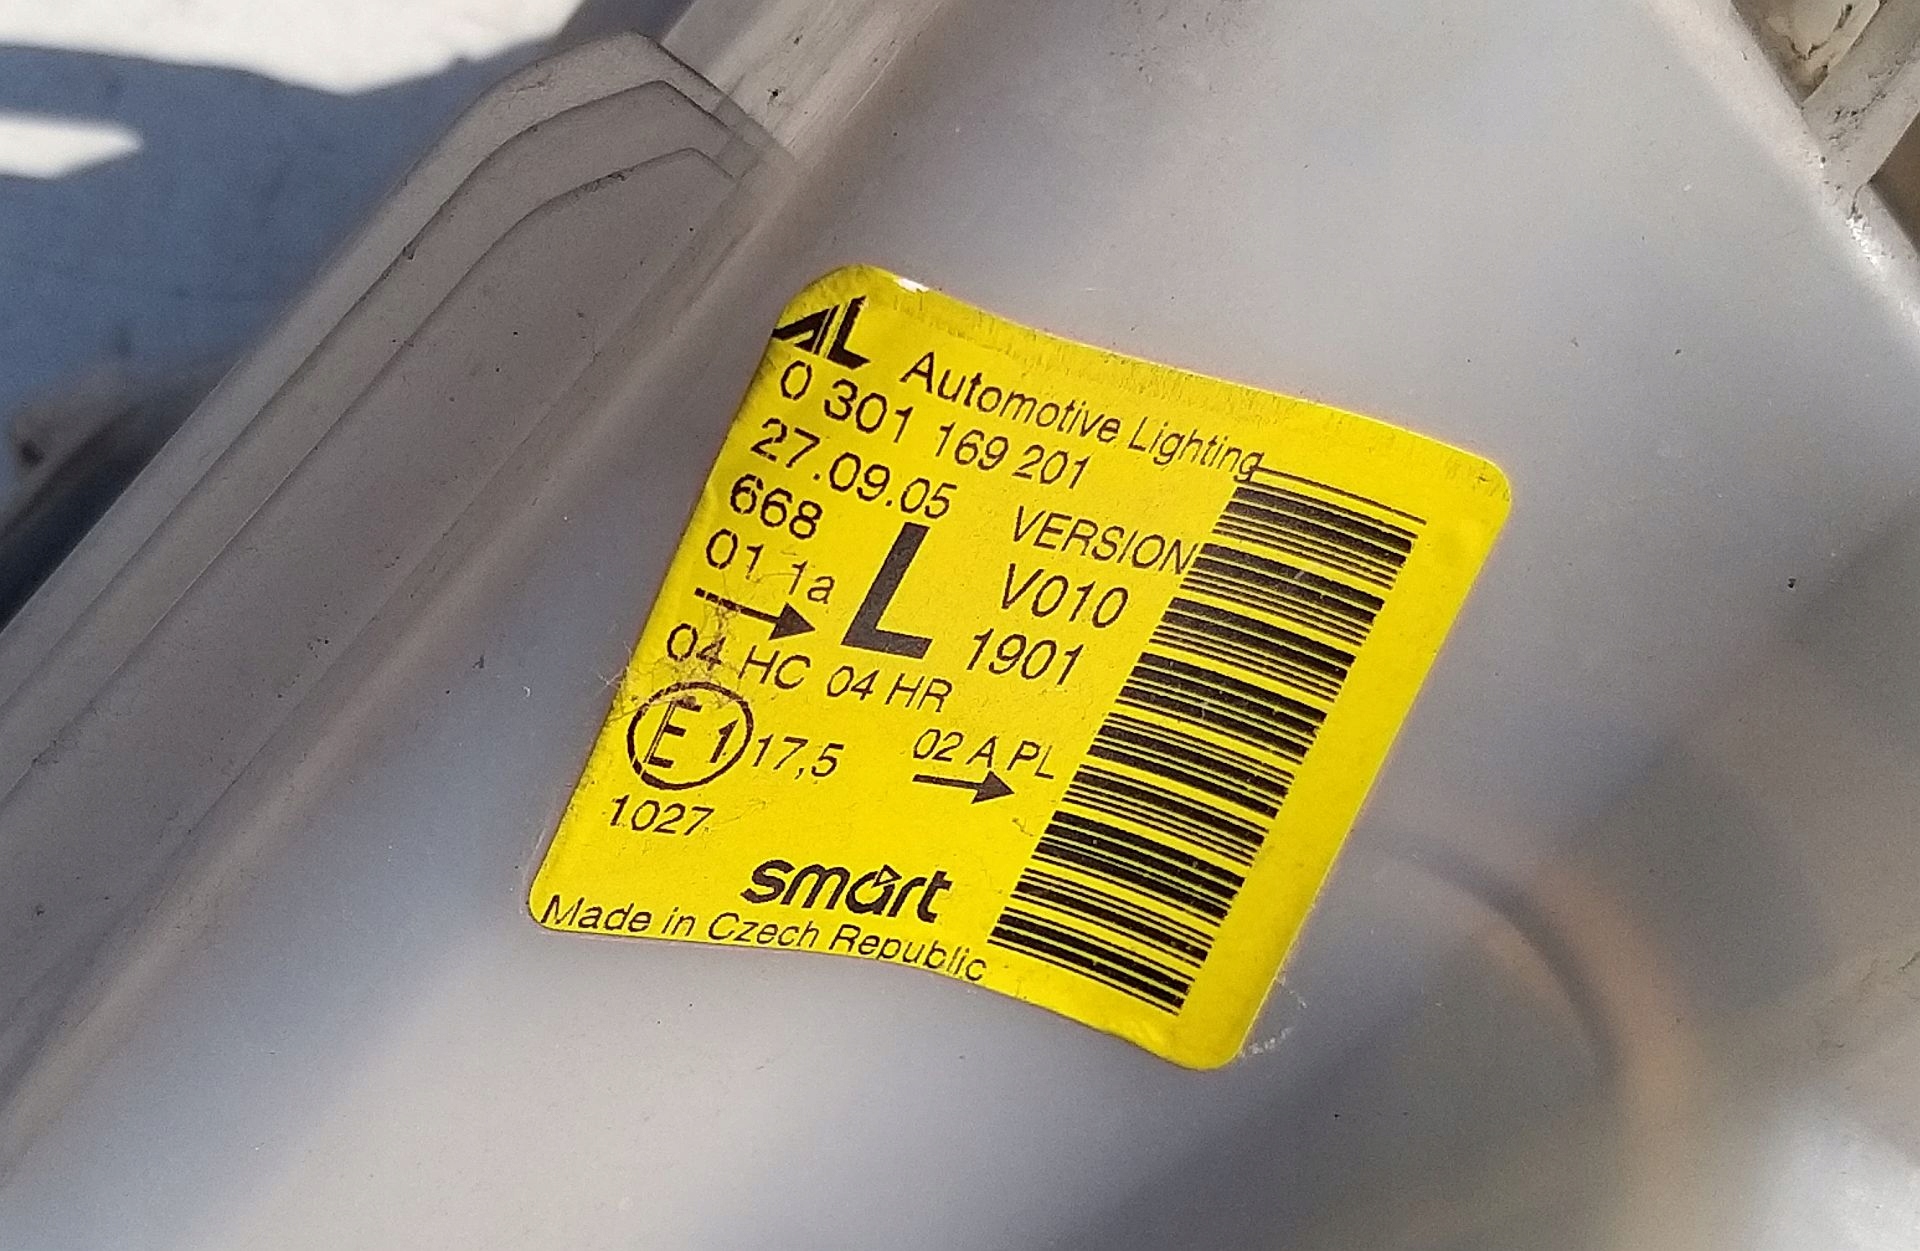 AL Automotive Lighting
0 301 169 201
27.09.05 VERSION
668 L V010
01 1a 1901
04 HC 04 HR
E1 17,5 02 A PL
1027
smart
Made in Czech Republic